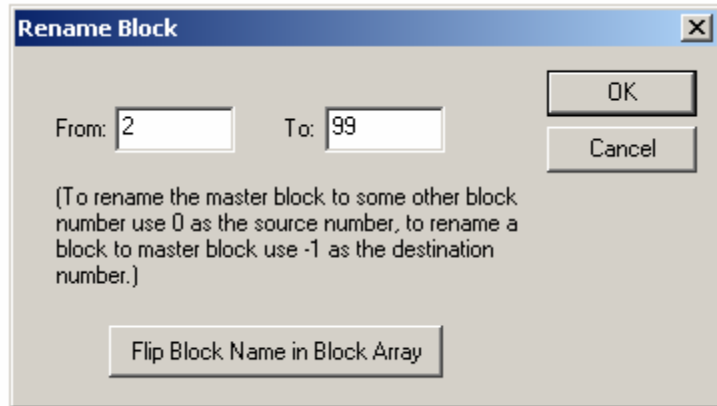 Rename Block
OK
From: 2 To: 99
Cancel
(To rename the master block to some other block
number use 0 as the source number, to rename a
block to master block use -1 as the destination
number.)
Flip Block Name in Block Array